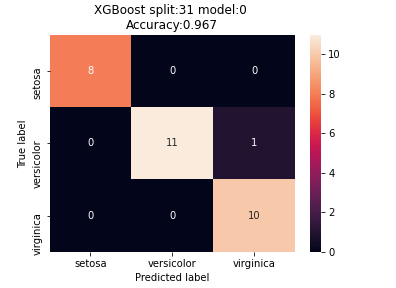 XGBoost split:31 model:0
Accuracy:0.967
True label
setosa
8
0
0
versicolor
0
11
1
virginica
0
0
10
setosa
versicolor
virginica
Predicted label
10
8
6
4
2
0